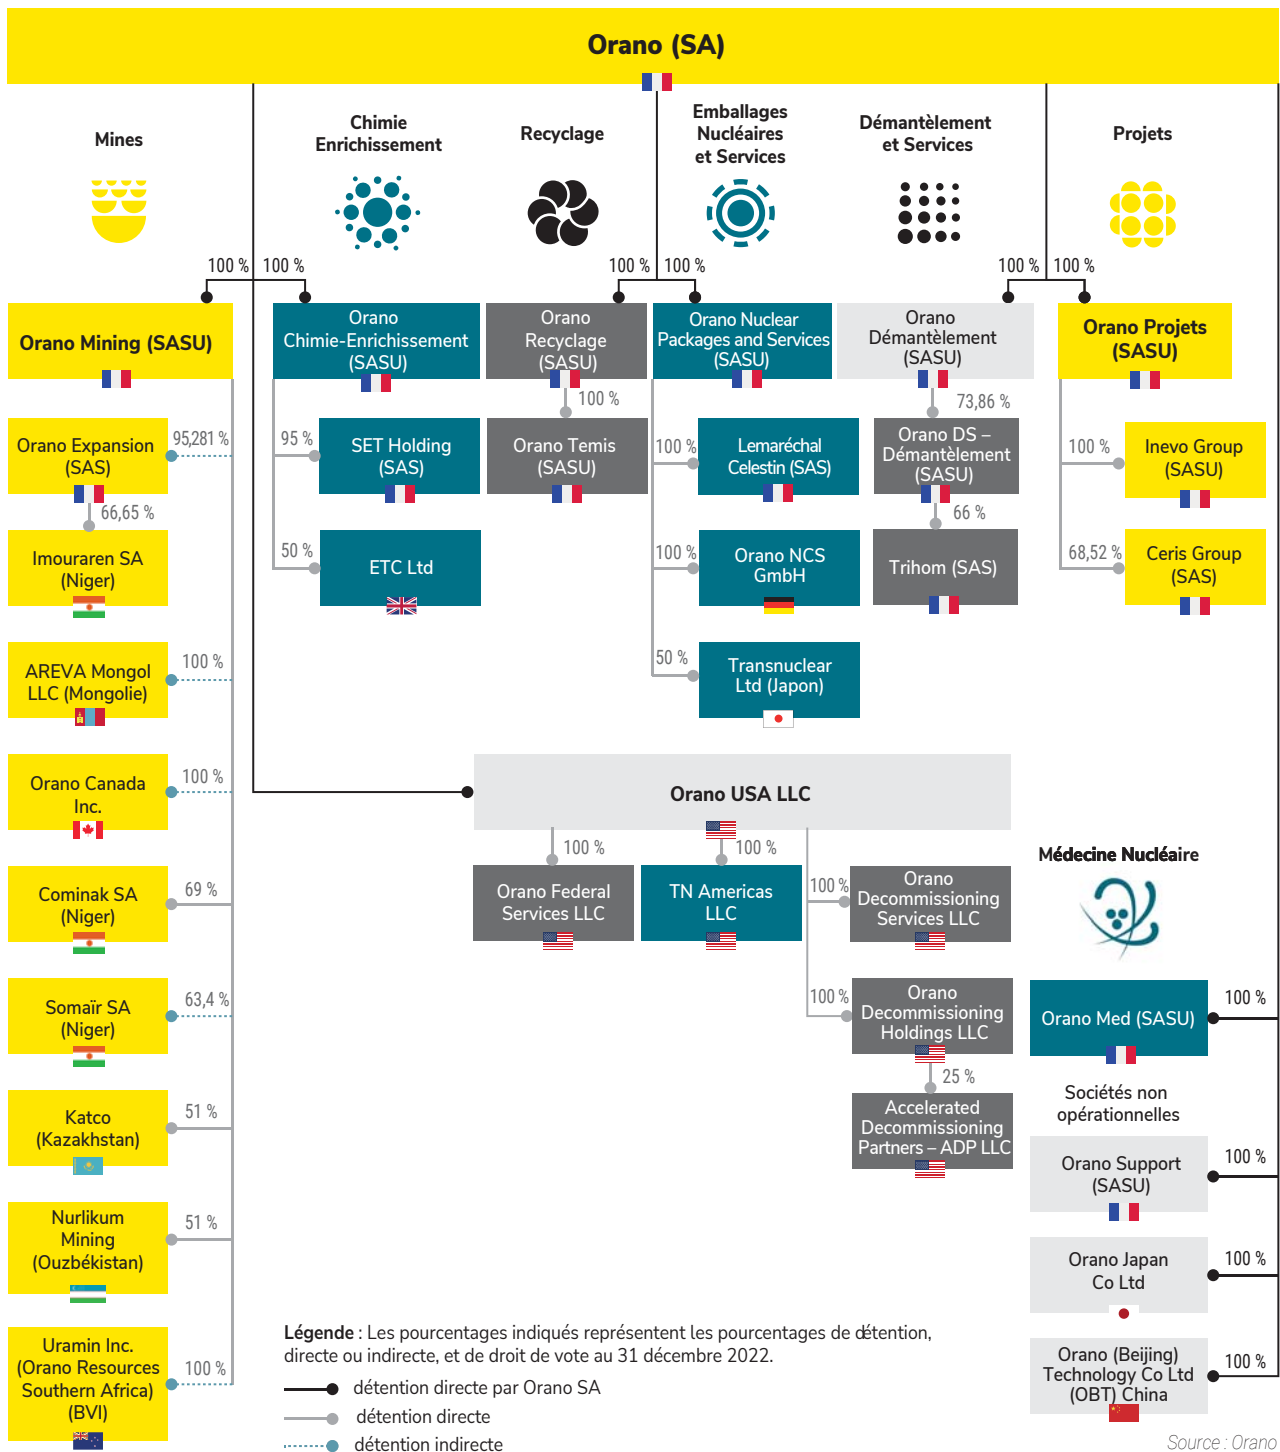 Orano (SA)
Mines
Chimie
Enrichissement
Recyclage
Emballages
Nucléaires
et Services
Démantèlement
et Services
Projets
100 %
100 %
100 %
100 %
100 %
100 %
Orano Mining (SASU)
Orano
Chimie-Enrichissement
(SASU)
Orano
Recyclage
(SASU)
Orano Nuclear
Packages and Services
(SASU)
Orano
Démantèlement
(SASU)
Orano Projets
(SASU)
Orano Expansion
(SAS)
95,281 %
66,65 %
Imouraren SA
(Niger)
AREVA Mongol
LLC (Mongolie)
100 %
Orano Canada
Inc.
100 %
Cominak SA
(Niger)
69 %
Somaïr SA
(Niger)
63,4 %
Katco
(Kazakhstan)
51 %
Nurlikum
Mining
(Ouzbékistan)
51 %
Uramin Inc.
(Orano Resources
Southern Africa)
(BVI)
100 %
95 %
SET Holding
(SAS)
50 %
ETC Ltd
100 %
Orano Temis
(SASU)
100 %
Lemaréchal
Celestin (SAS)
100 %
Orano NCS
GmbH
50 %
Transnuclear
Ltd (Japon)
73,86 %
Orano DS –
Démantèlement
(SASU)
66 %
Trihom (SAS)
100 %
Inevo Group
(SASU)
68,52 %
Ceris Group
(SAS)
Orano USA LLC
100 %
Orano Federal
Services LLC
100 %
TN Americas
LLC
100 %
Orano
Decommissioning
Services LLC
100 %
Orano
Decommissioning
Holdings LLC
25 %
Accelerated
Decommissioning
Partners – ADP LLC
Médecine Nucléaire
Orano Med (SASU)
100 %
Sociétés non
opérationnelles
Orano Support
(SASU)
100 %
Orano Japan
Co Ltd
100 %
Orano (Beijing)
Technology Co Ltd
(OBT) China
100 %
Légende : Les pourcentages indiqués représentent les pourcentages de détention,
directe ou indirecte, et de droit de vote au 31 décembre 2022.
détention directe par Orano SA
détention directe
détention indirecte
Source : Orano